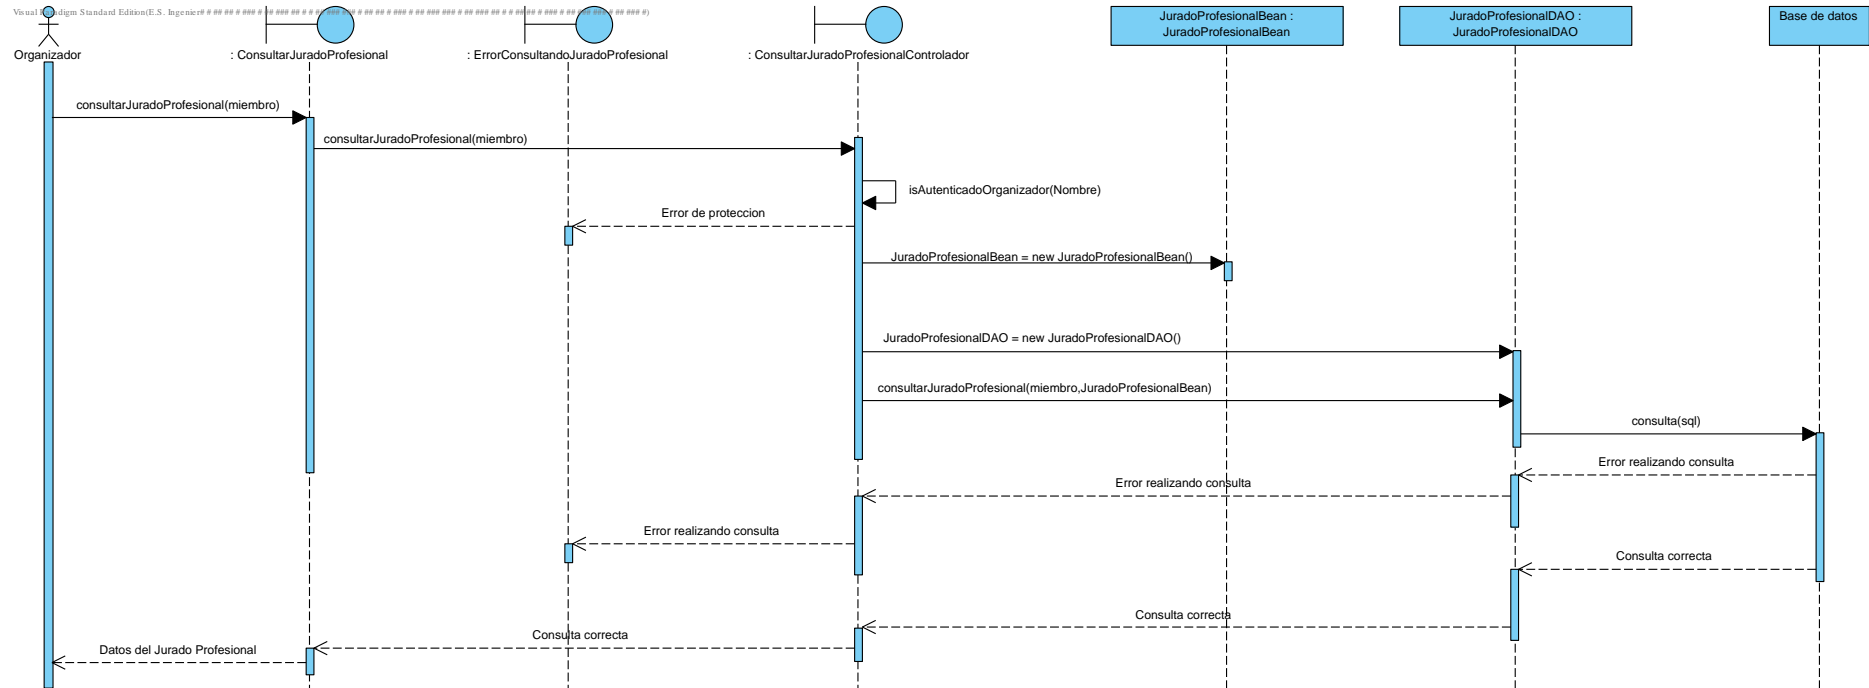 Visual Paradigm Standard Edition(E.S. Ingenier
JuradoProfesionalBean :
JuradoProfesionalBean
JuradoProfesionalDAO :
JuradoProfesionalDAO
Base de datos
Organizador
: ConsultarJuradoProfesional
: ErrorConsultandoJuradoProfesional
: ConsultarJuradoProfesionalControlador
consultarJuradoProfesional(miembro)
consultarJuradoProfesional(miembro)
isAutenticadoOrganizador(Nombre)
Error de proteccion
JuradoProfesionalBean = new JuradoProfesionalBean()
JuradoProfesionalDAO = new JuradoProfesionalDAO()
consultarJuradoProfesional(miembro,JuradoProfesionalBean)
consulta(sql)
Error realizando consulta
Error realizando consulta
Error realizando consulta
Consulta correcta
Consulta correcta
Consulta correcta
Datos del Jurado Profesional